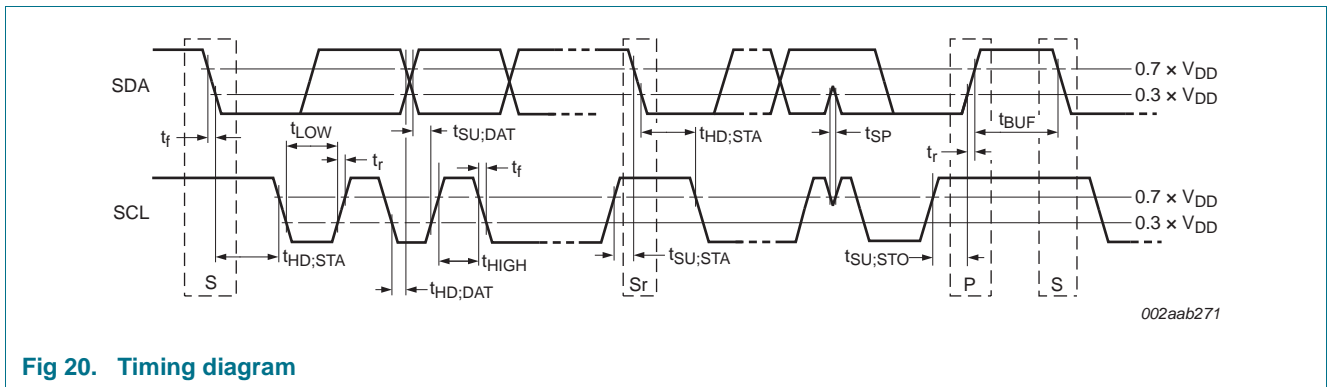 SDA
0.7 × VDD
0.3 × VDD
tf
tLOW
tr
tSU;DAT
tf
tHD;STA
tSP
tr
tBUF
SCL
0.7 × VDD
0.3 × VDD
tHD;STA
tHD;DAT
tHIGH
tSU;STA
tSU;STO
S
Sr
P
S
002aab271
Fig 20. Timing diagram